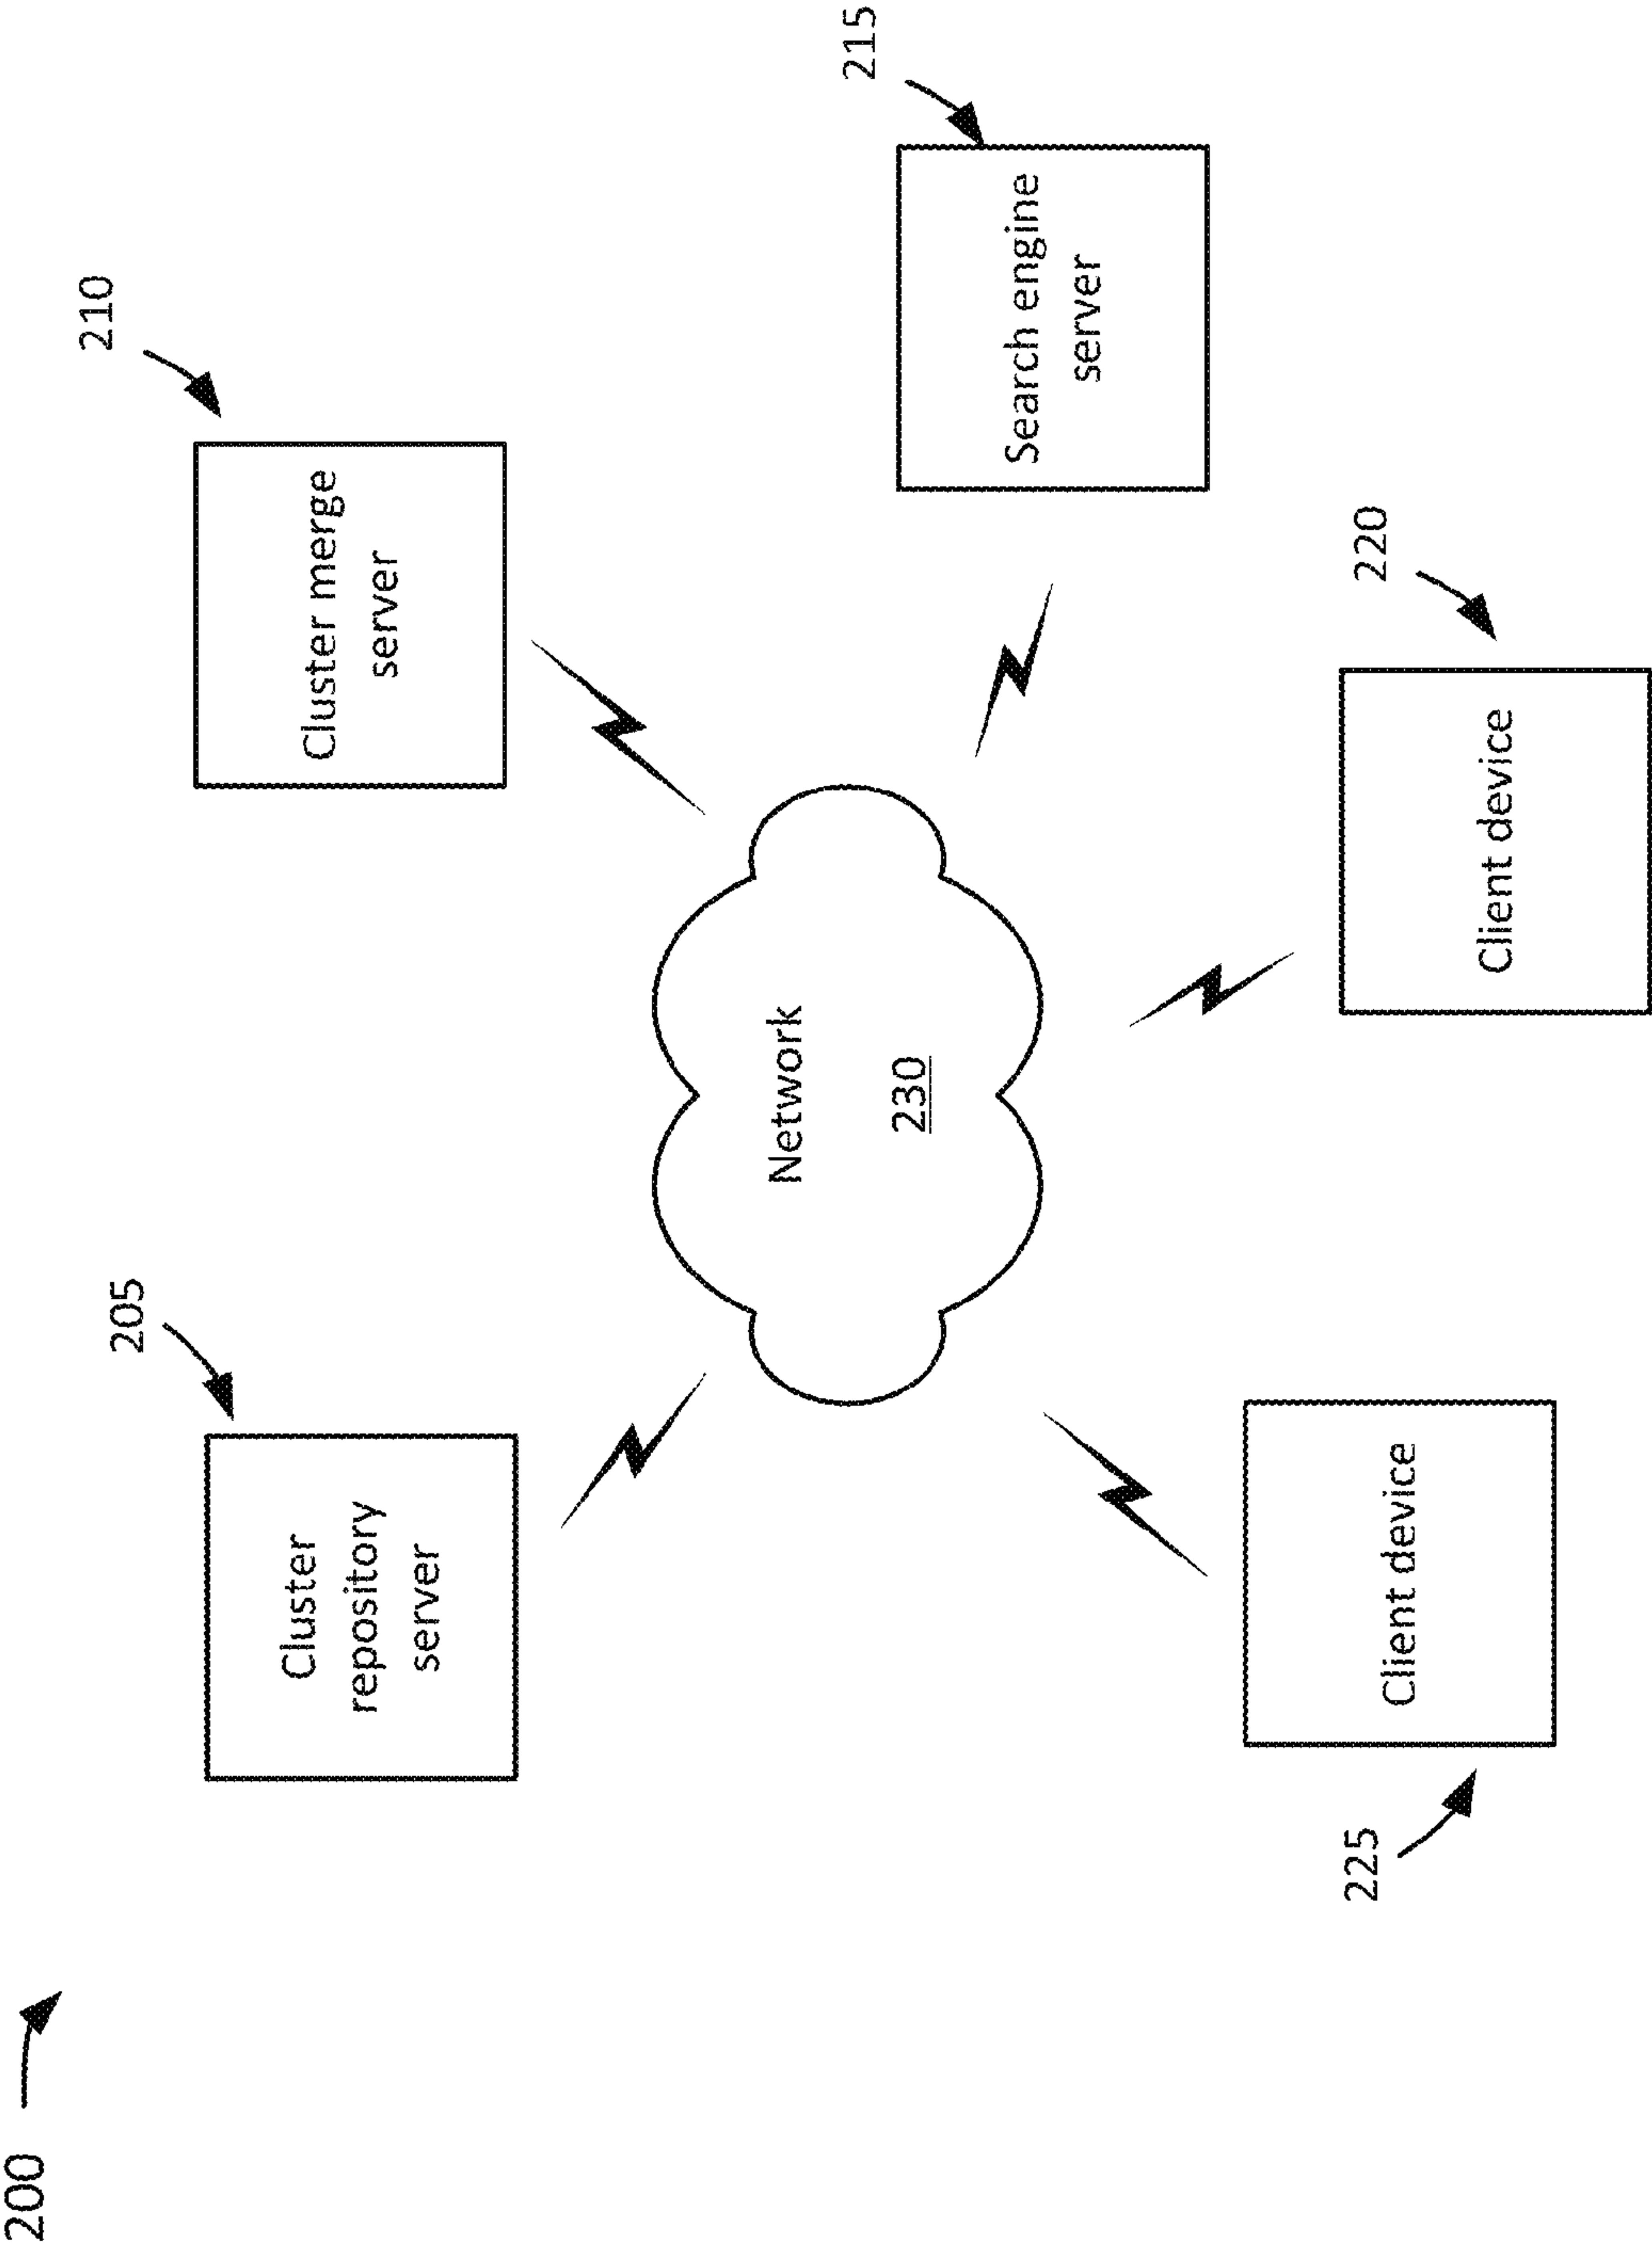 200
205
Cluster
repository
server
210
Cluster merge
server
Network
230
215
Search engine
server
225
Client device
220
Client device